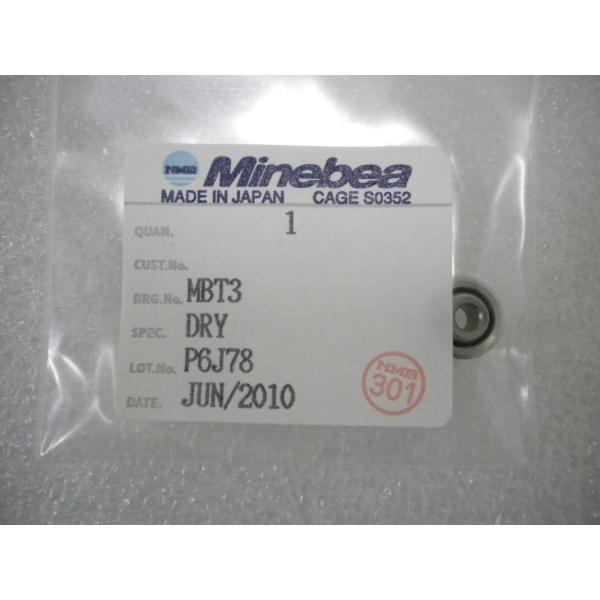 NMB Minebea
MADE IN JAPAN CAGE S0352
QUAN. 1
CUST.No.
BRG.No. MBT3
SPEC. DRY
LOT.No. P6J78
DATE. JUN/2010
NMB
301